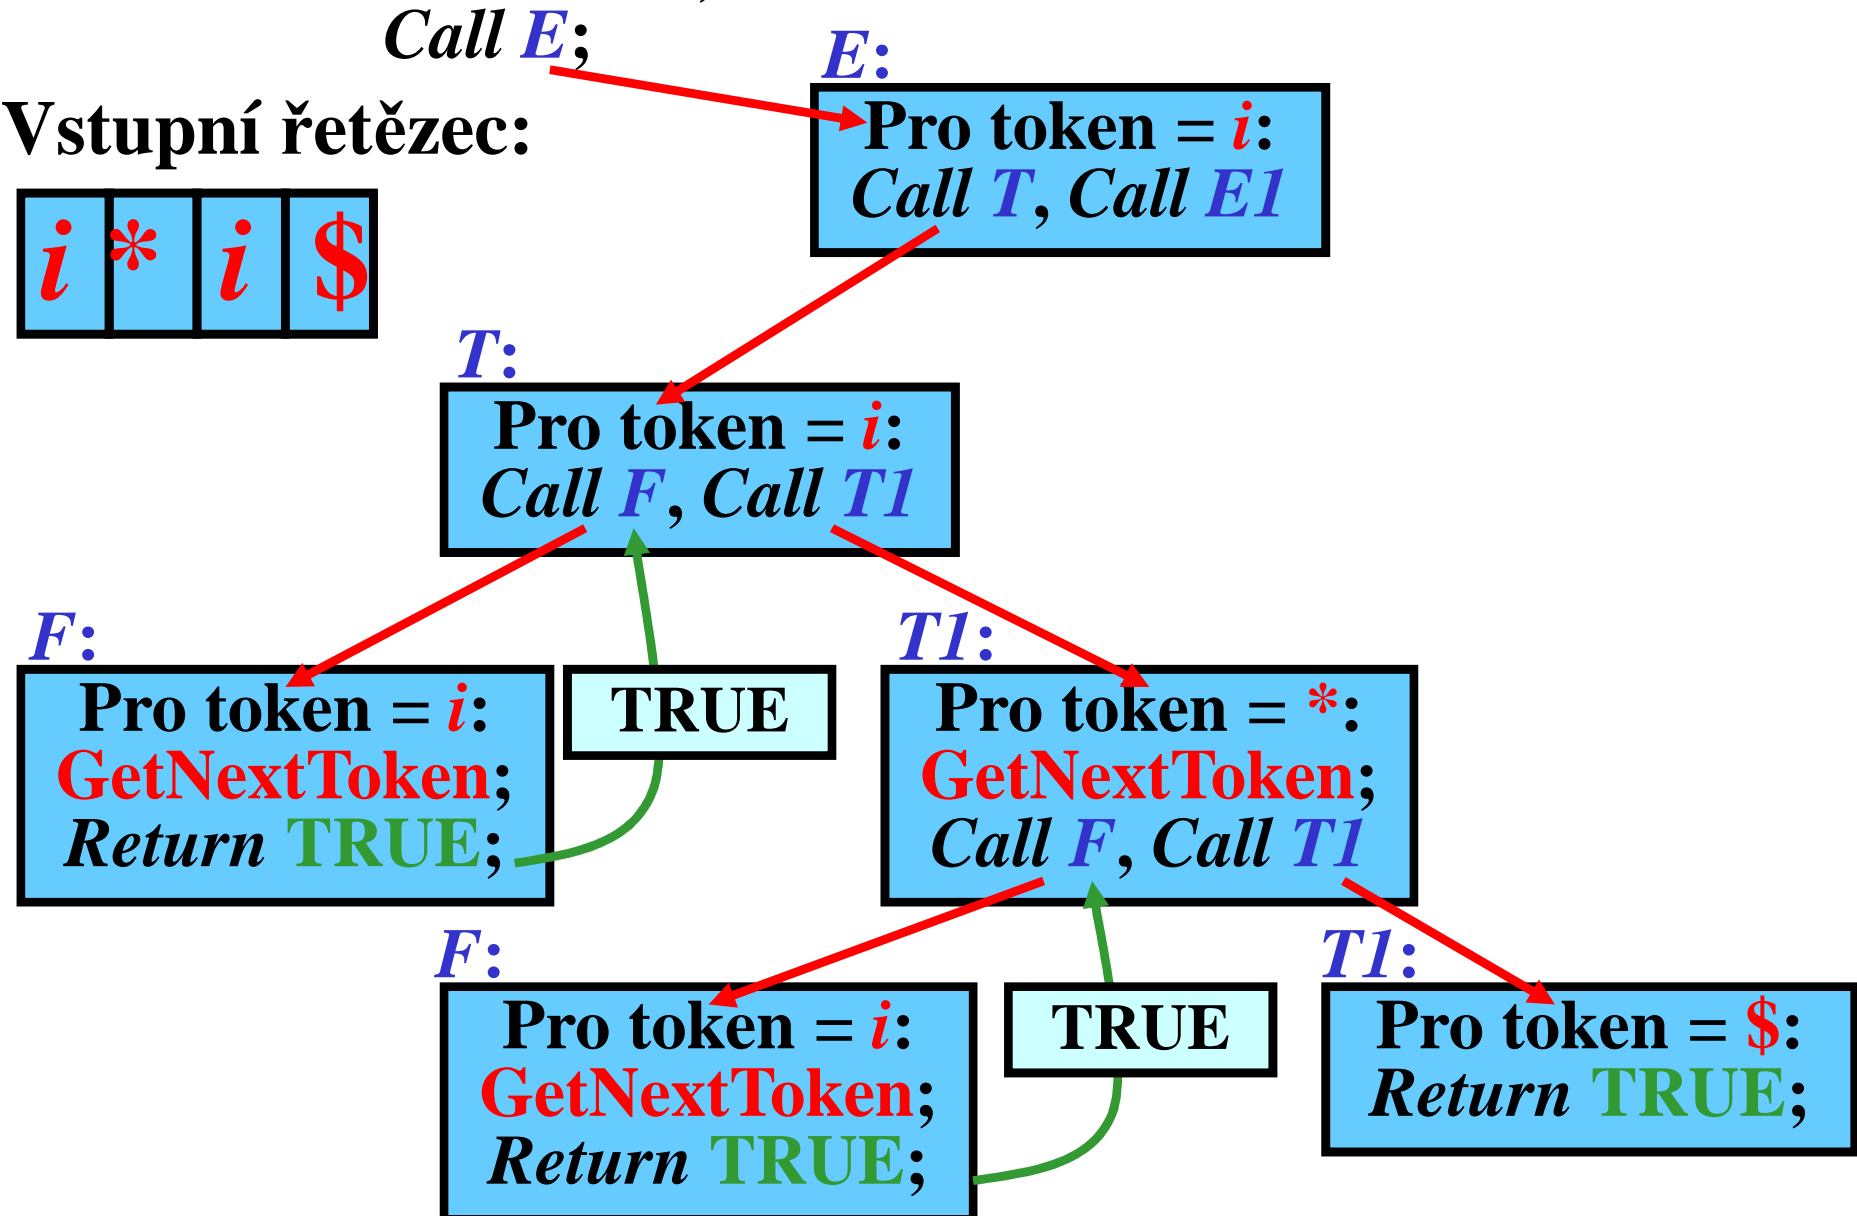 Call E;
E:
Pro token = i:
Call T, Call E1
Vstupní řetězec:
i * i $
T:
Pro token = i:
Call F, Call T1
F:
Pro token = i:
GetNextToken;
Return TRUE;
TRUE
T1:
Pro token = *:
GetNextToken;
Call F, Call T1
F:
Pro token = i:
GetNextToken;
Return TRUE;
TRUE
T1:
Pro token = $:
Return TRUE;